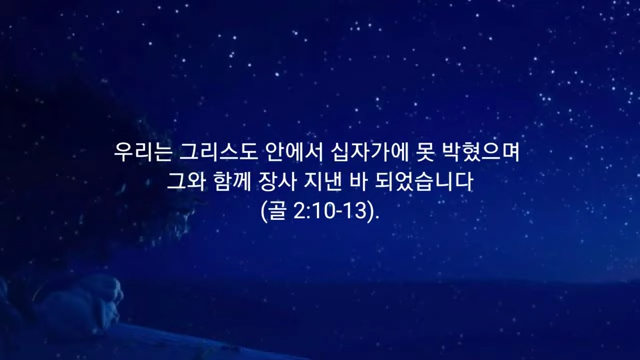 우리는 그리스도 안에서 십자가에 못 박혔으며
그와 함께 장사 지낸 바 되었습니다
(골 2:10-13).